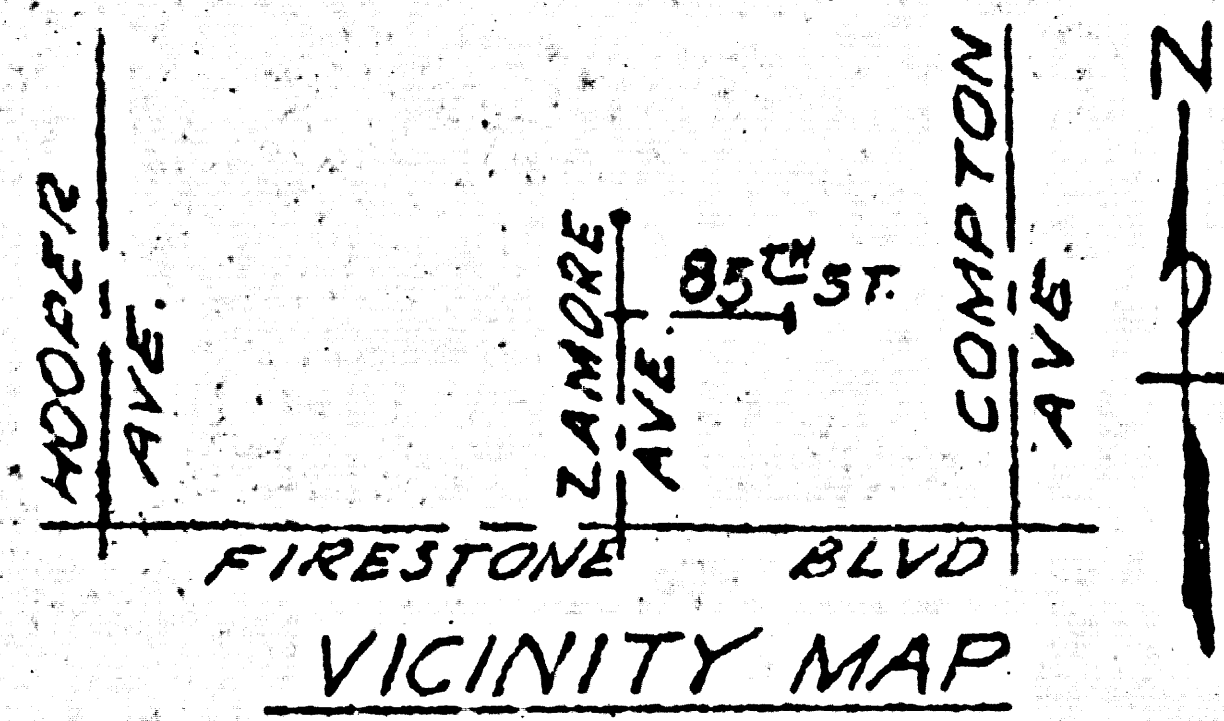 HOOPER
AVE.
ZAMORE
AVE.
85TH ST.
COMPTON
AVE
N
FIRESTONE BLVD
VICINITY MAP